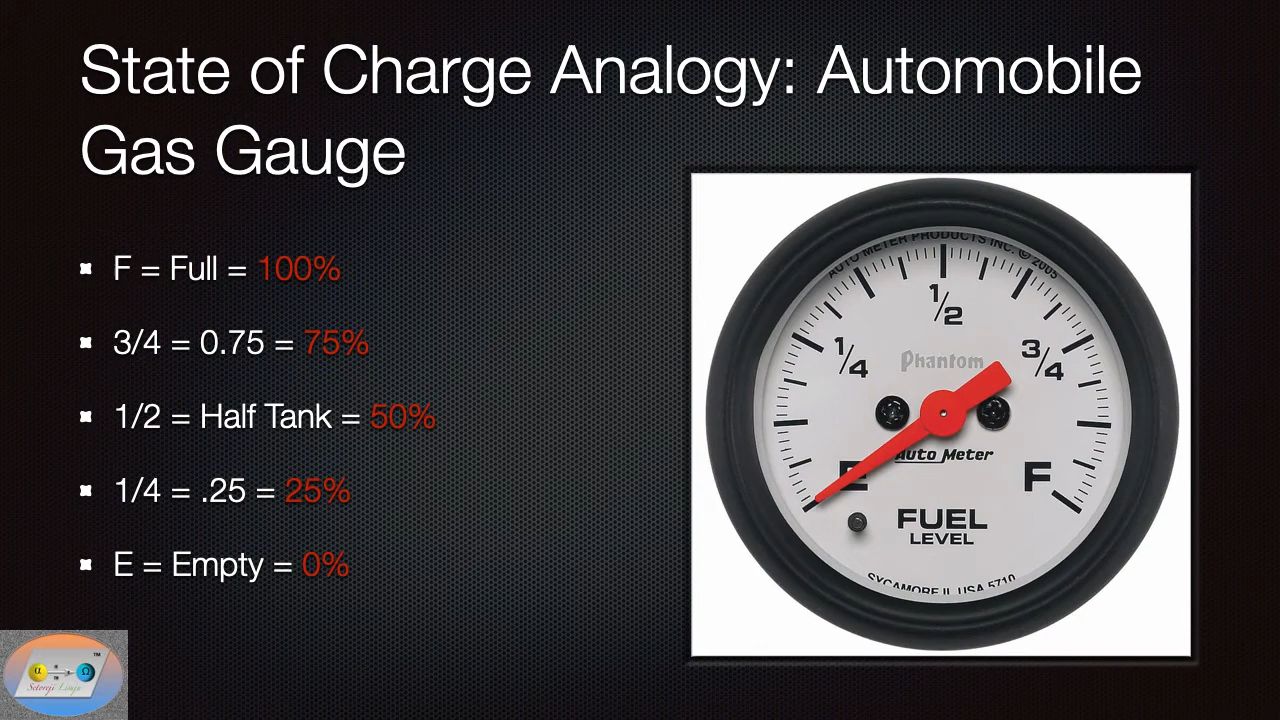 State of Charge Analogy: Automobile
Gas Gauge
F = Full = 100%
3/4 = 0.75 = 75%
1/2 = Half Tank = 50%
1/4 = .25 = 25%
E = Empty = 0%
AUTO METER PRODUCTS INC. © 2005
1/2
1/4
3/4
Phantom
Auto Meter
E
F
FUEL
LEVEL
SYCAMORE IL USA 5710
TM
α
Ω